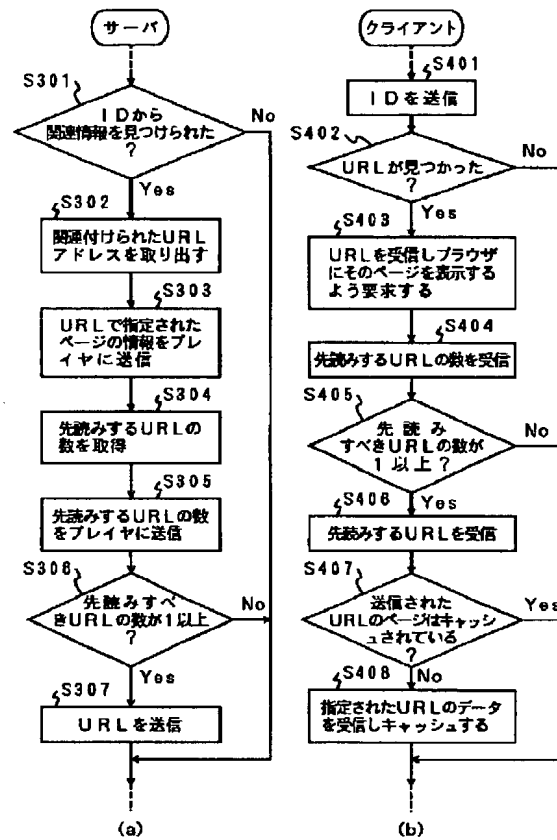 サーバ
S301
IDから
関連情報を見つけられた
?
No
Yes
S302
関連付けられたURL
アドレスを取り出す
S303
URLで指定された
ページの情報をプレイヤ
に送信
S304
先読みするURLの
数を取得
S305
先読みするURLの数
をプレイヤに送信
S306
先読みすべ
きURLの数が1以上
?
No
Yes
S307
URLを送信
(a)
クライアント
S401
IDを送信
S402
URLが見つかった
?
No
Yes
S403
URLを受信しブラウザ
にそのページを表示する
よう要求する
S404
先読みするURLの数を受信
S405
先読み
すべきURLの数が
1以上?
No
Yes
S406
先読みするURLを受信
S407
送信された
URLのページはキャッシ
ュされている
?
Yes
No
S408
指定されたURLのデータ
を受信しキャッシュする
(b)